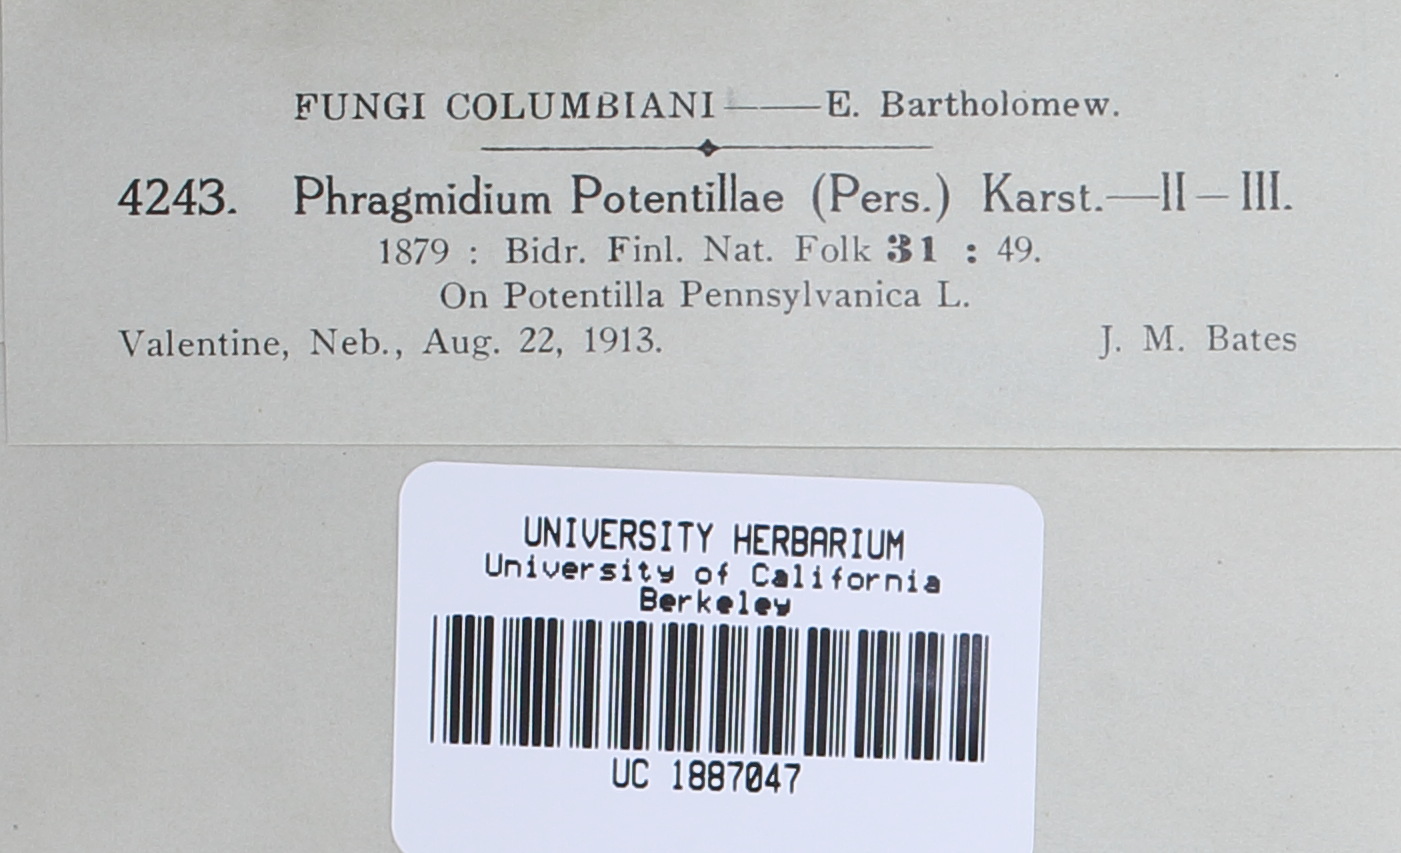 FUNGI COLUMBIANI——E. Bartholomew.
4243. Phragmidium Potentillae (Pers.) Karst.—II—III.
1879 : Bidr. Finl. Nat. Folk 31 : 49.
On Potentilla Pennsylvanica L.
Valentine, Neb., Aug. 22, 1913. J. M. Bates
UNIVERSITY HERBARIUM
University of California
Berkeley
UC 1887047